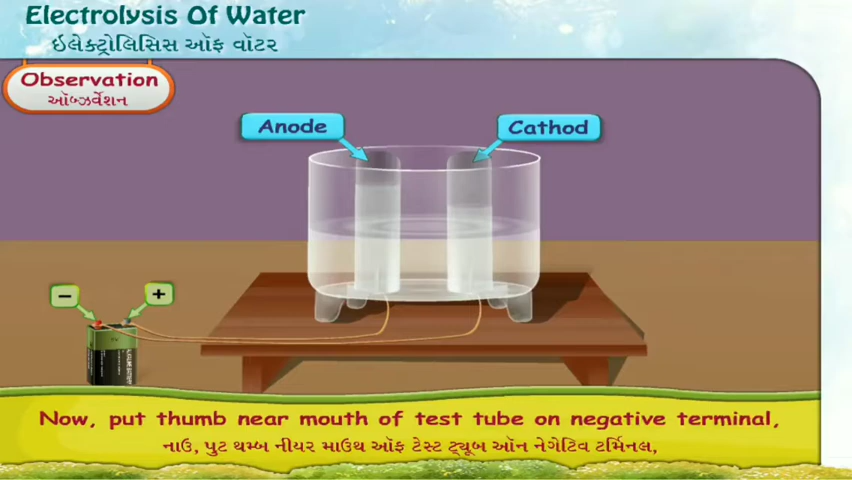 Electrolysis Of Water
ઇલેક્ટ્રોલિસિસ ઑફ વૉટર
Observation
ઑબ્ઝર્વેશન
Anode
Cathod
−
+
Now, put thumb near mouth of test tube on negative terminal,
નાઉ, પુટ થમ્બ નીયર માઉથ ઑફ ટેસ્ટ ટ્યૂબ ઑન નેગેટિવ ટર્મિનલ,